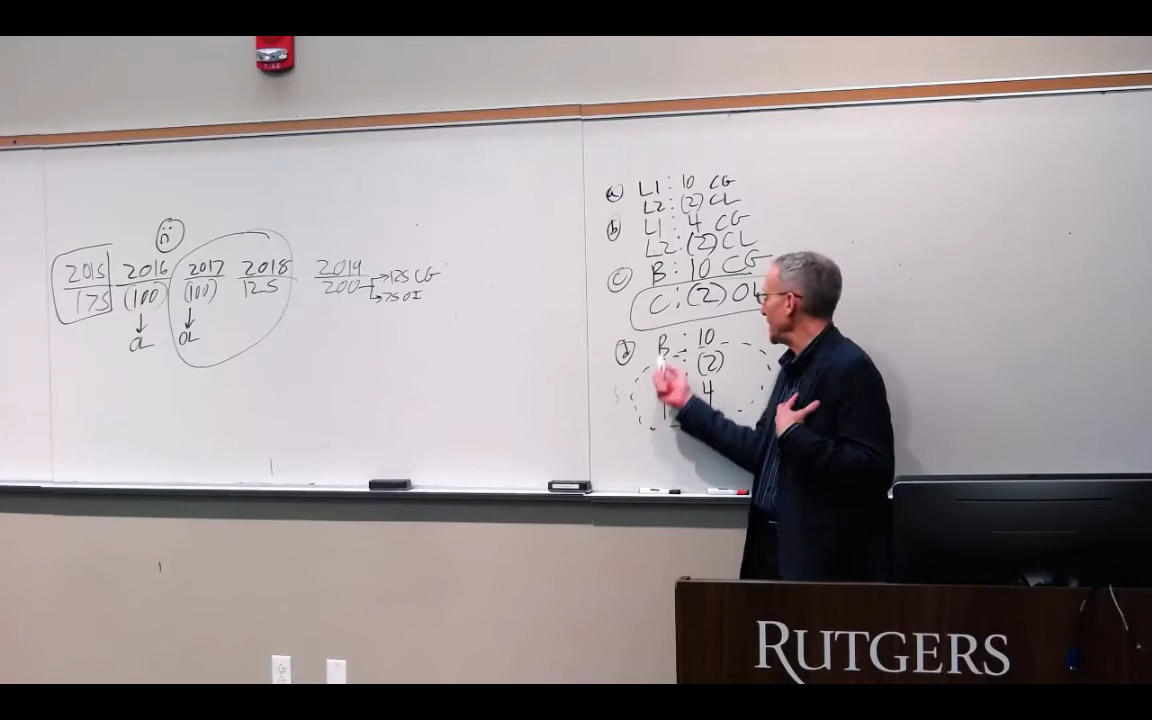 2015 2016 2017 2018 2019
175 (100) (100) 125 200 → 125 CG
→ 75 OI
OL OL
a L1: 10 CG
L2: (2) CL
b L1: 4 CG
L2: (2) CL
c B: 10 CG
C: (2) OL
d B: 10
: (2)
4
RUTGERS
FIRE